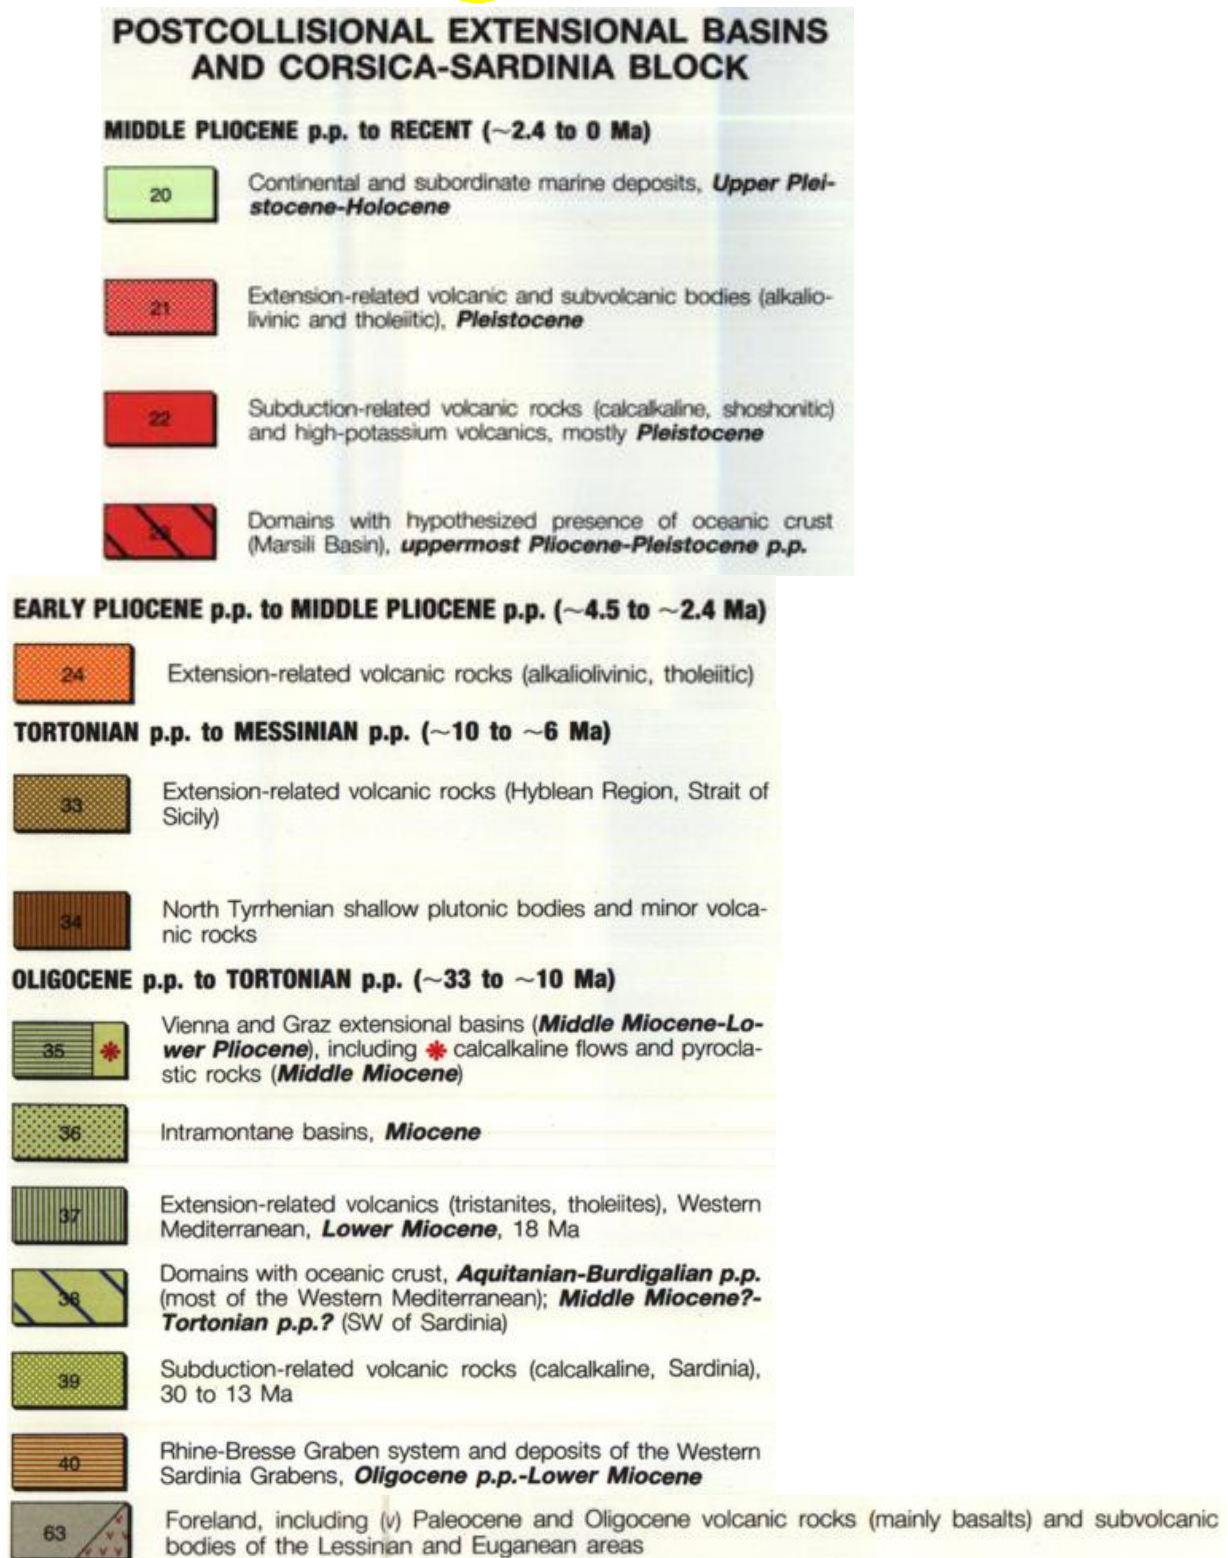 POSTCOLLISIONAL EXTENSIONAL BASINS
AND CORSICA-SARDINIA BLOCK
MIDDLE PLIOCENE p.p. to RECENT (~2.4 to 0 Ma)
20
Continental and subordinate marine deposits, Upper Plei-
stocene-Holocene
21
Extension-related volcanic and subvolcanic bodies (alkalio-
livinic and tholeiitic), Pleistocene
22
Subduction-related volcanic rocks (calcalkaline, shoshonitic)
and high-potassium volcanics, mostly Pleistocene
23
Domains with hypothesized presence of oceanic crust
(Marsili Basin), uppermost Pliocene-Pleistocene p.p.
EARLY PLIOCENE p.p. to MIDDLE PLIOCENE p.p. (~4.5 to ~2.4 Ma)
24
Extension-related volcanic rocks (alkaliolivinic, tholeiitic)
TORTONIAN p.p. to MESSINIAN p.p. (~10 to ~6 Ma)
33
Extension-related volcanic rocks (Hyblean Region, Strait of
Sicily)
34
North Tyrrhenian shallow plutonic bodies and minor volca-
nic rocks
OLIGOCENE p.p. to TORTONIAN p.p. (~33 to ~10 Ma)
35
Vienna and Graz extensional basins (Middle Miocene-Lo-
wer Pliocene), including ✱ calcalkaline flows and pyrocla-
stic rocks (Middle Miocene)
36
Intramontane basins, Miocene
37
Extension-related volcanics (tristanites, tholeiites), Western
Mediterranean, Lower Miocene, 18 Ma
38
Domains with oceanic crust, Aquitanian-Burdigalian p.p.
(most of the Western Mediterranean); Middle Miocene?-
Tortonian p.p.? (SW of Sardinia)
39
Subduction-related volcanic rocks (calcalkaline, Sardinia),
30 to 13 Ma
40
Rhine-Bresse Graben system and deposits of the Western
Sardinia Grabens, Oligocene p.p.-Lower Miocene
63
v v v v v v
Foreland, including (v) Paleocene and Oligocene volcanic rocks (mainly basalts) and subvolcanic
bodies of the Lessinian and Euganean areas